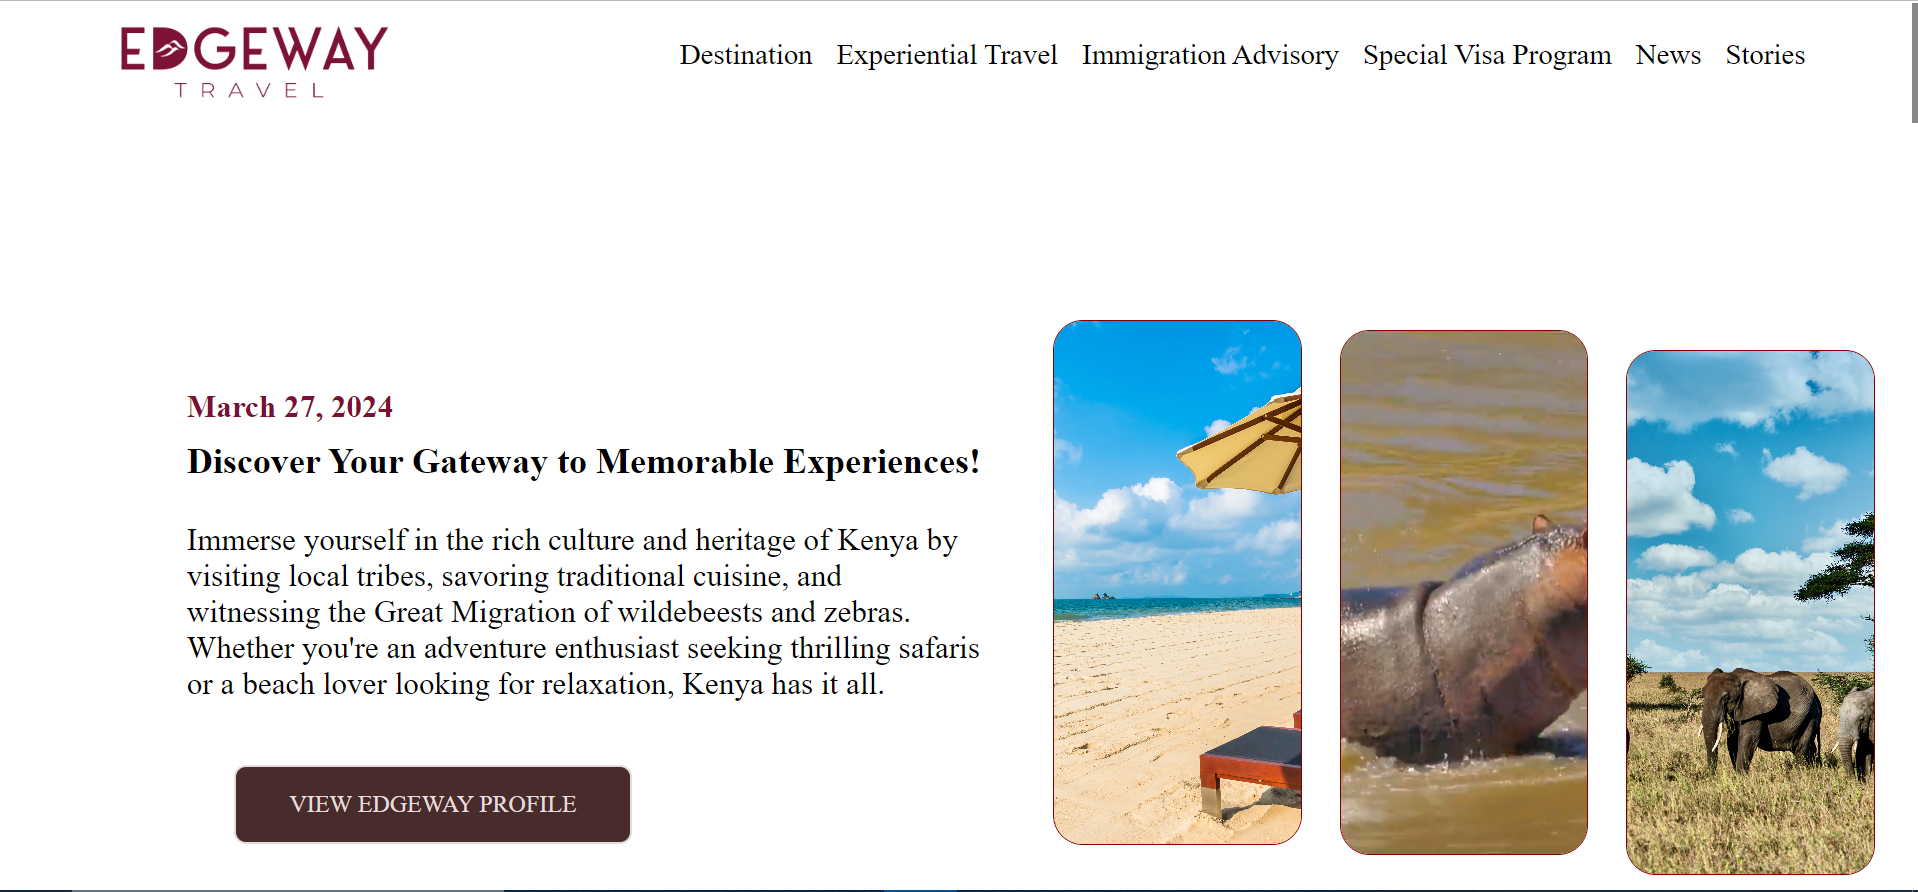 EDGEWAY
TRAVEL
Destination Experiential Travel Immigration Advisory Special Visa Program News Stories
March 27, 2024
Discover Your Gateway to Memorable Experiences!
Immerse yourself in the rich culture and heritage of Kenya by
visiting local tribes, savoring traditional cuisine, and
witnessing the Great Migration of wildebeests and zebras.
Whether you're an adventure enthusiast seeking thrilling safaris
or a beach lover looking for relaxation, Kenya has it all.
VIEW EDGEWAY PROFILE